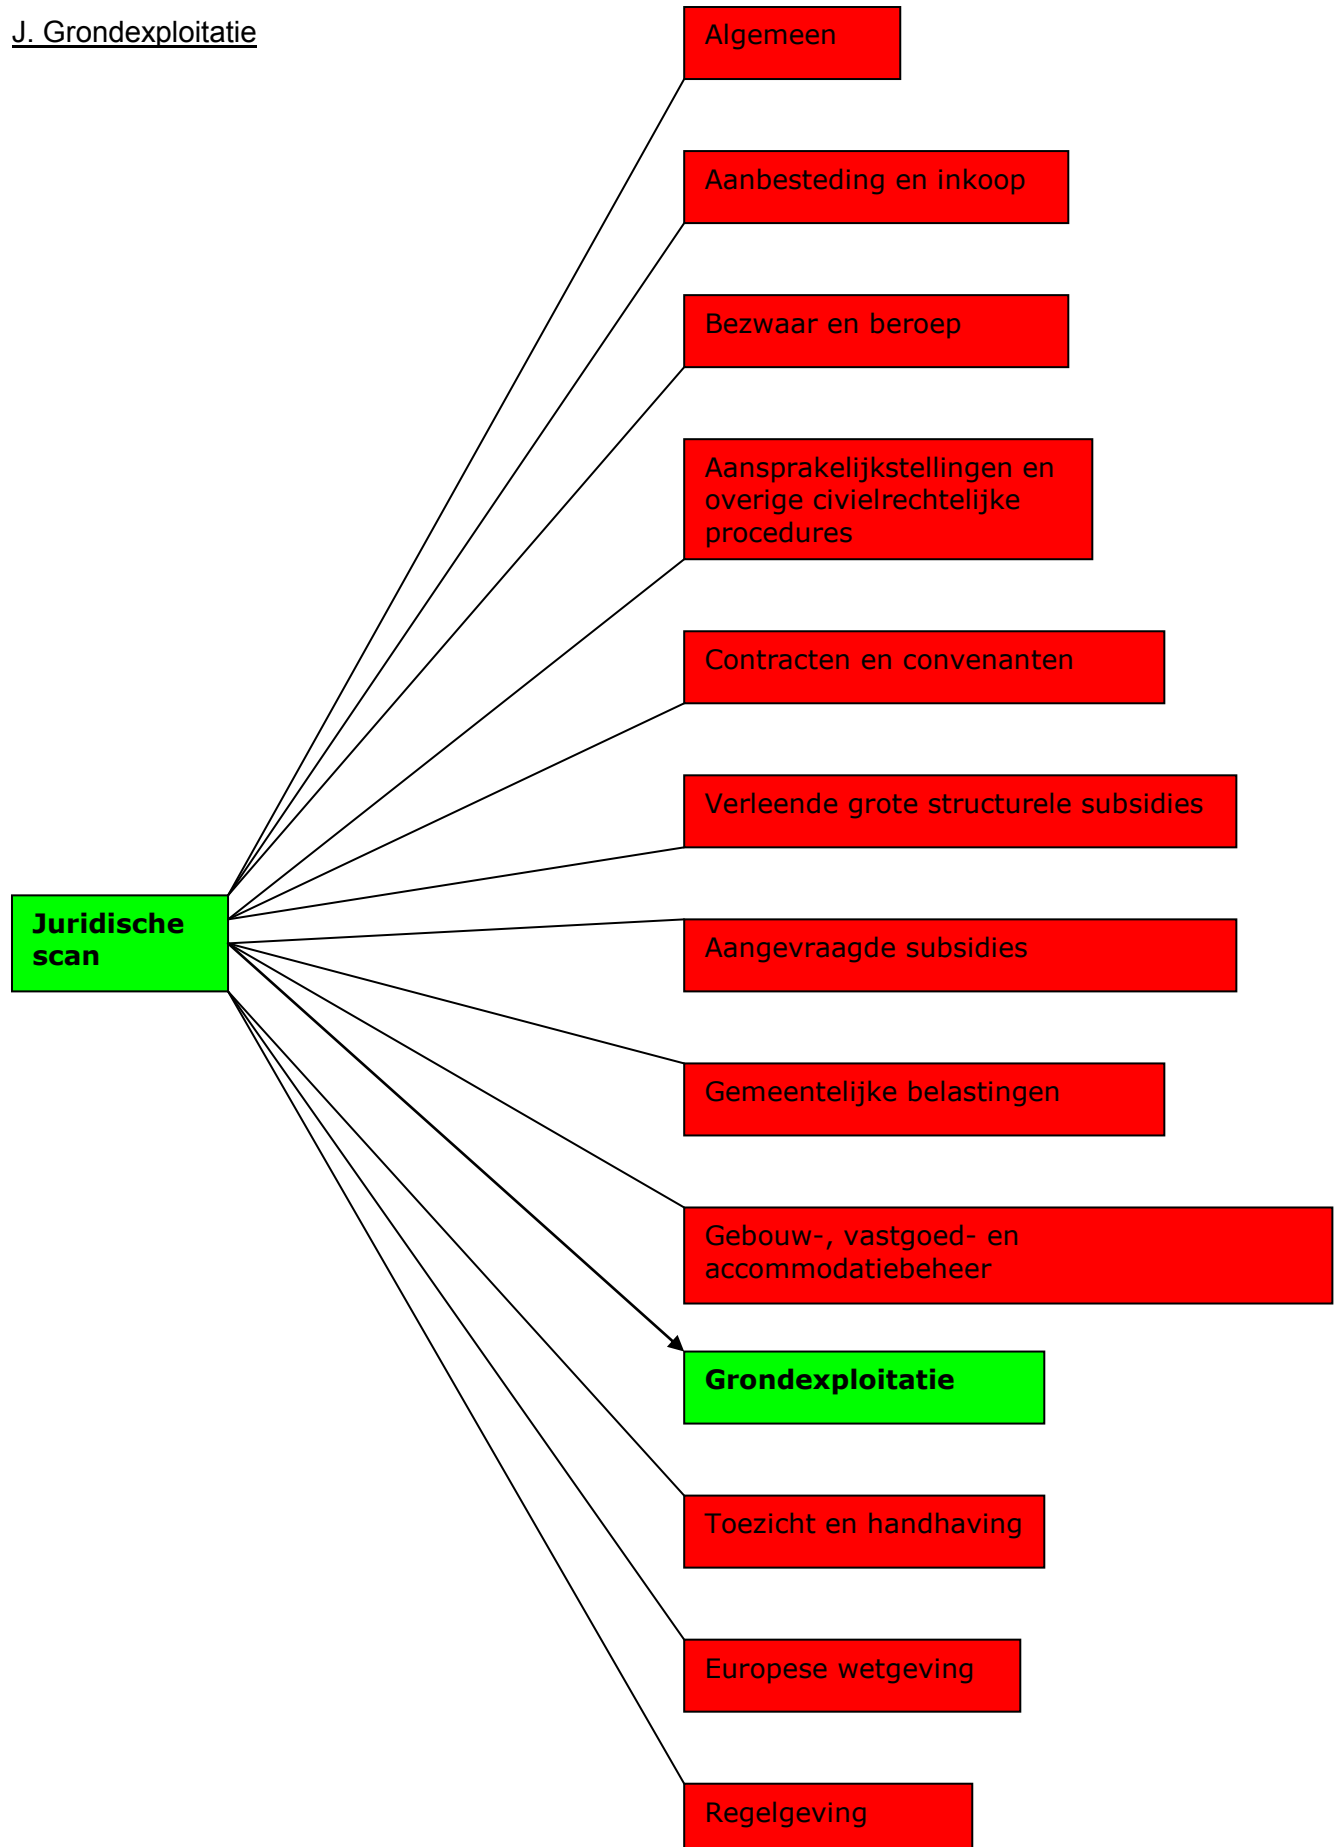 J. Grondexploitatie
Algemeen
Aanbesteding en inkoop
Bezwaar en beroep
Aansprakelijkstellingen en
overige civielrechtelijke
procedures
Contracten en convenanten
Verleende grote structurele subsidies
Juridische
scan
Aangevraagde subsidies
Gemeentelijke belastingen
Gebouw-, vastgoed- en
accommodatiebeheer
Grondexploitatie
Toezicht en handhaving
Europese wetgeving
Regelgeving